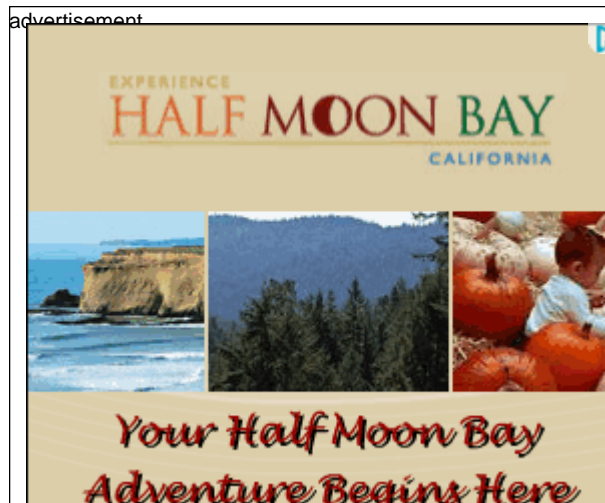 advertisement
EXPERIENCE
HALF MOON BAY
CALIFORNIA
Your Half Moon Bay
Adventure Begins Here